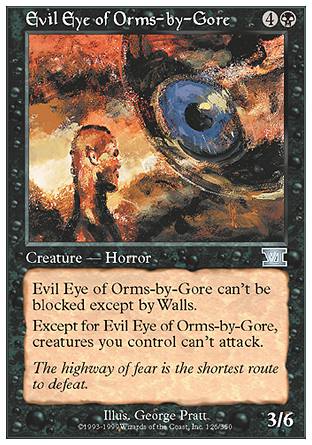 Evil Eye of Orms-by-Gore 4
Creature — Horror
VI
Evil Eye of Orms-by-Gore can't be
blocked except by Walls.
Except for Evil Eye of Orms-by-Gore,
creatures you control can't attack.
The highway of fear is the shortest route
to defeat.
Illus. George Pratt
©1993-1999 Wizards of the Coast, Inc. 126/350
3/6